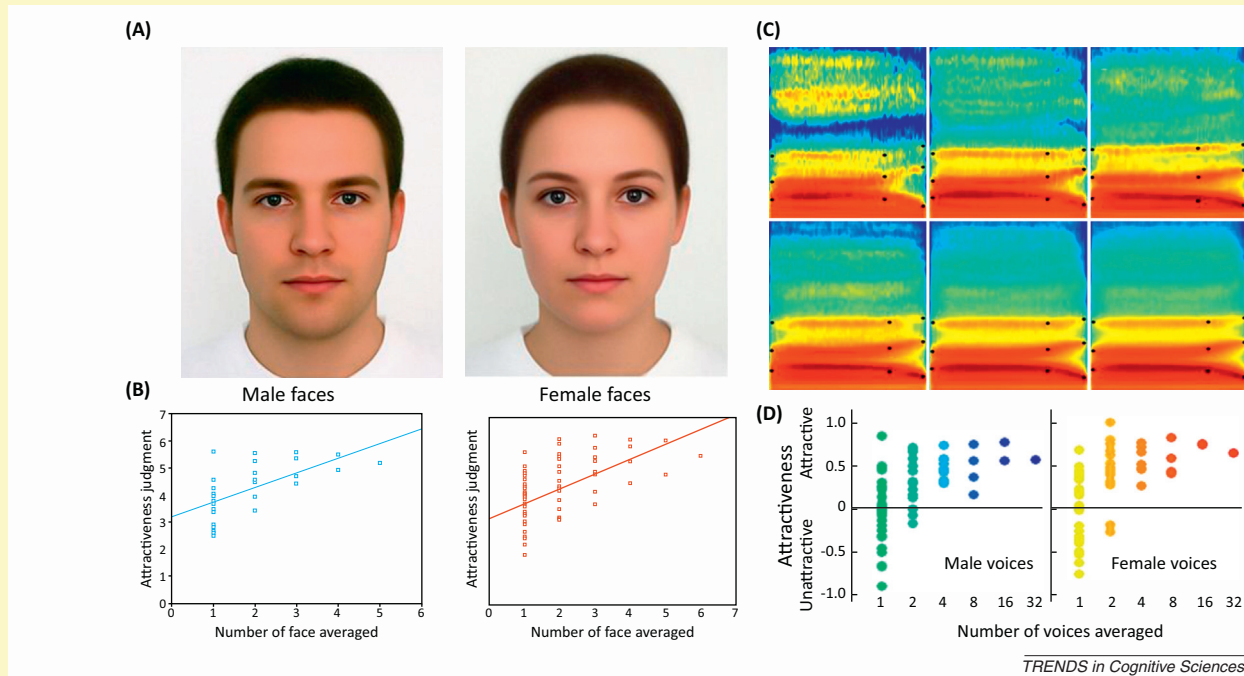 (A)
(C)
Male faces
Female faces
(B)
Attractiveness judgment
7
6
5
4
3
2
1
0
0 1 2 3 4 5 6
Number of face averaged
Attractiveness judgment
0 1 2 3 4 5 6 7
Number of face averaged
(D)
Attractiveness
Unattractive Attractive
1.0
0.5
0
-0.5
-1.0
Male voices
Female voices
1 2 4 8 16 32
1 2 4 8 16 32
Number of voices averaged
TRENDS in Cognitive Sciences